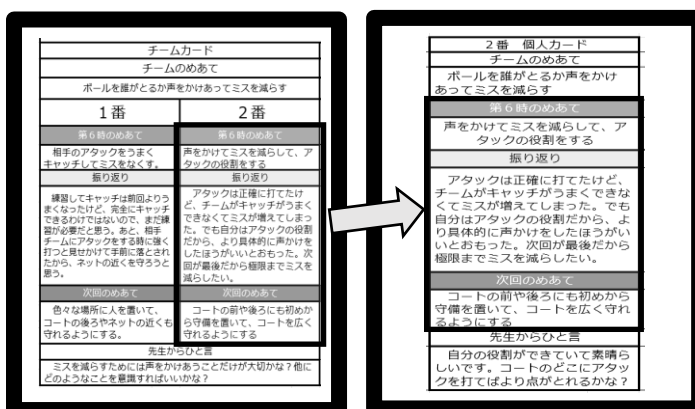 チームカード
チームのめあて
ボールを誰がとるか声をかけあってミスを減らす
1番
第6時のめあて
相手のアタックをうまく
キャッチしてミスをなくす。
振り返り
練習してキャッチは前回よりう
まくなったけど、完全にキャッチ
できるわけではないので、まだ練
習が必要だと思う。あと、相手
チームにアタックをする時に強く
打つと見せかけて手前に落とされ
たから、ネットの近くを守ろうと
思う。
次回のめあて
色々な場所に人を置いて、
コートの後ろやネットの近くも
守れるようにする。
2番
第6時のめあて
声をかけてミスを減らして、ア
タックの役割をする
振り返り
アタックは正確に打てたけ
ど、チームがキャッチがうまく
できなくてミスが増えてしまっ
た。でも自分はアタックの役割
だから、より具体的に声かけを
したほうがいいとおもった。次
回が最後だから極限までミスを
減らしたい。
次回のめあて
コートの前や後ろにも初めか
ら守備を置いて、コートを広く
守れるようにする
先生からひと言
ミスを減らすためには声をかけあうことだけが大切かな？他に
どのようなことを意識すればいいかな？
2番 個人カード
チームのめあて
ボールを誰がとるか声をかけ
あってミスを減らす
第6時のめあて
声をかけてミスを減らして、ア
タックの役割をする
振り返り
アタックは正確に打てたけど、
チームがキャッチがうまくできな
くてミスが増えてしまった。でも
自分はアタックの役割だから、よ
り具体的に声かけをしたほうがい
いとおもった。次回が最後だから
極限までミスを減らしたい。
次回のめあて
コートの前や後ろにも初めから
守備を置いて、コートを広く守れ
るようにする
先生からひと言
自分の役割ができていて素晴ら
しいです。コートのどこにアタッ
クを打てばより点がとれるかな？